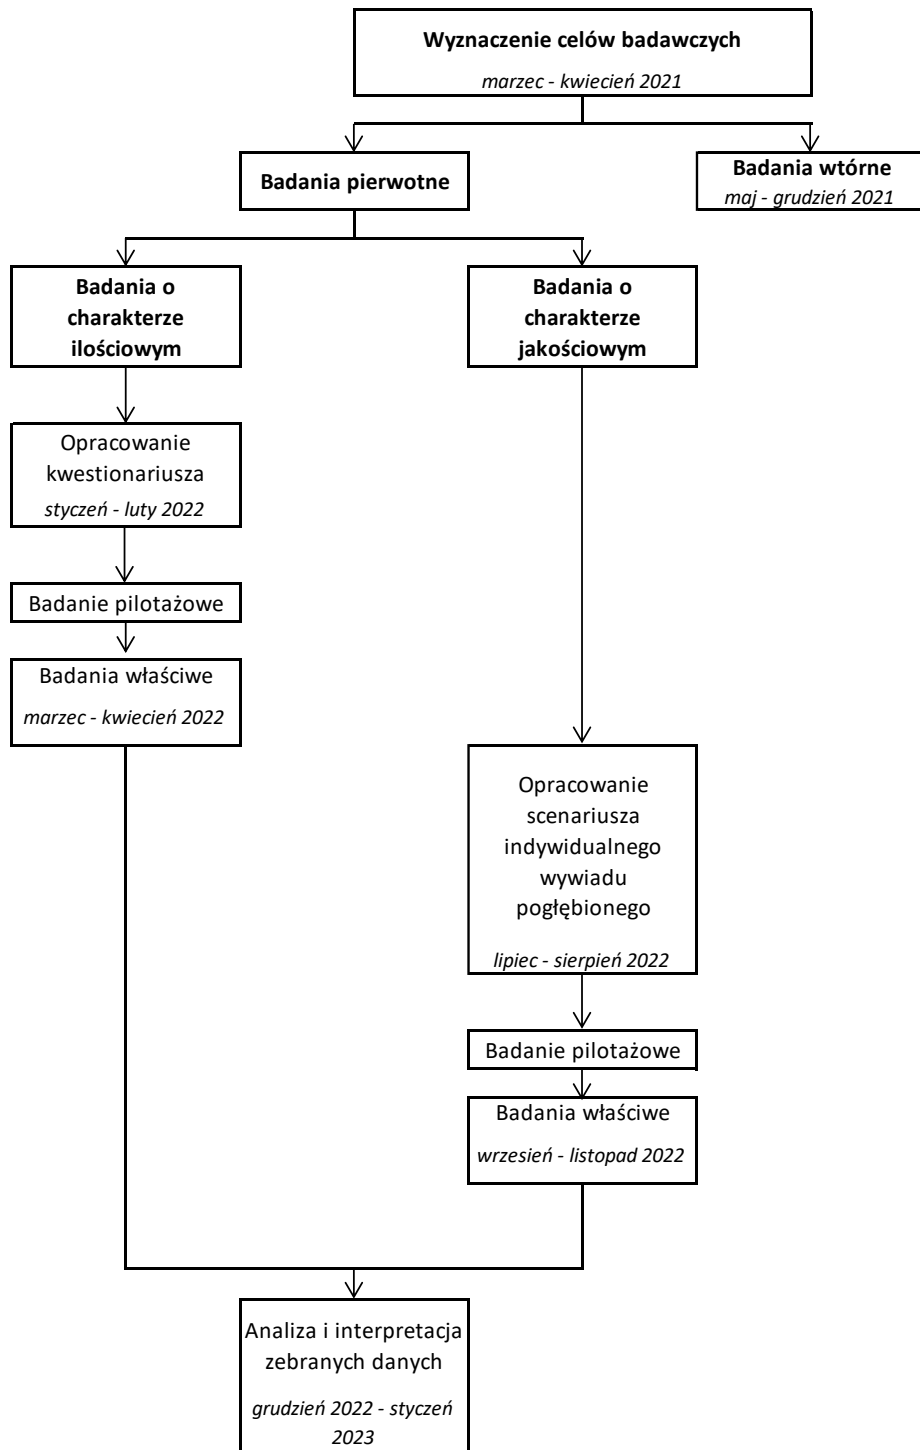 Wyznaczenie celów badawczych
marzec - kwiecień 2021
Badania pierwotne
Badania wtórne
maj - grudzień 2021
Badania o
charakterze
ilościowym
Badania o
charakterze
jakościowym
Opracowanie
kwestionariusza
styczeń - luty 2022
Badanie pilotażowe
Badania właściwe
marzec - kwiecień 2022
Opracowanie
scenariusza
indywidualnego
wywiadu
pogłębionego
lipiec - sierpień 2022
Badanie pilotażowe
Badania właściwe
wrzesień - listopad 2022
Analiza i interpretacja
zebranych danych
grudzień 2022 - styczeń
2023